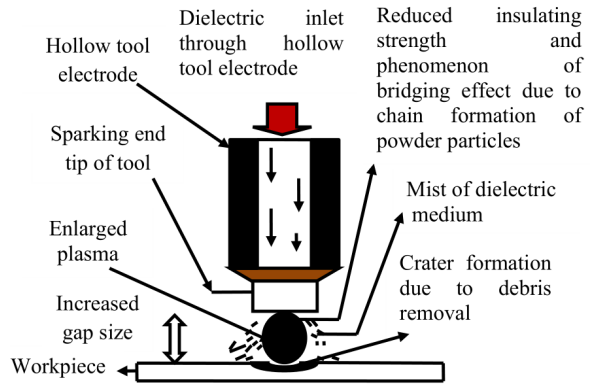 Dielectric inlet
through hollow
tool electrode
Reduced insulating
strength and
phenomenon of
bridging effect due to
chain formation of
powder particles
Hollow tool
electrode
Sparking end
tip of tool
Mist of dielectric
medium
Enlarged
plasma
Crater formation
due to debris
removal
Increased
gap size
Workpiece